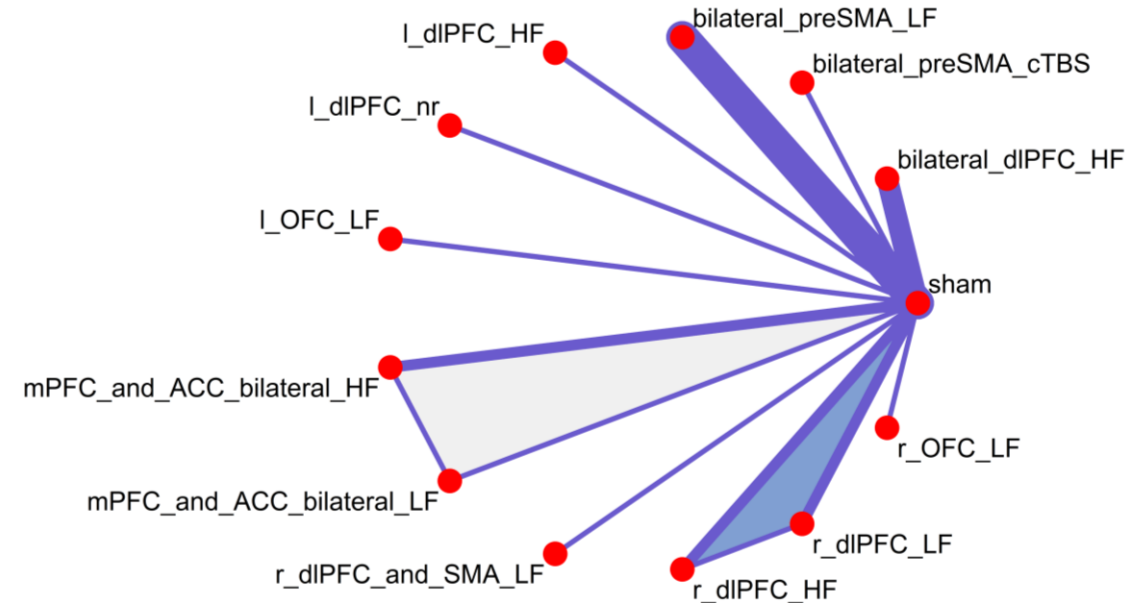 bilateral_preSMA_LF
l_dlPFC_HF
bilateral_preSMA_cTBS
l_dlPFC_nr
bilateral_dlPFC_HF
l_OFC_LF
sham
mPFC_and_ACC_bilateral_HF
r_OFC_LF
mPFC_and_ACC_bilateral_LF
r_dlPFC_LF
r_dlPFC_and_SMA_LF
r_dlPFC_HF